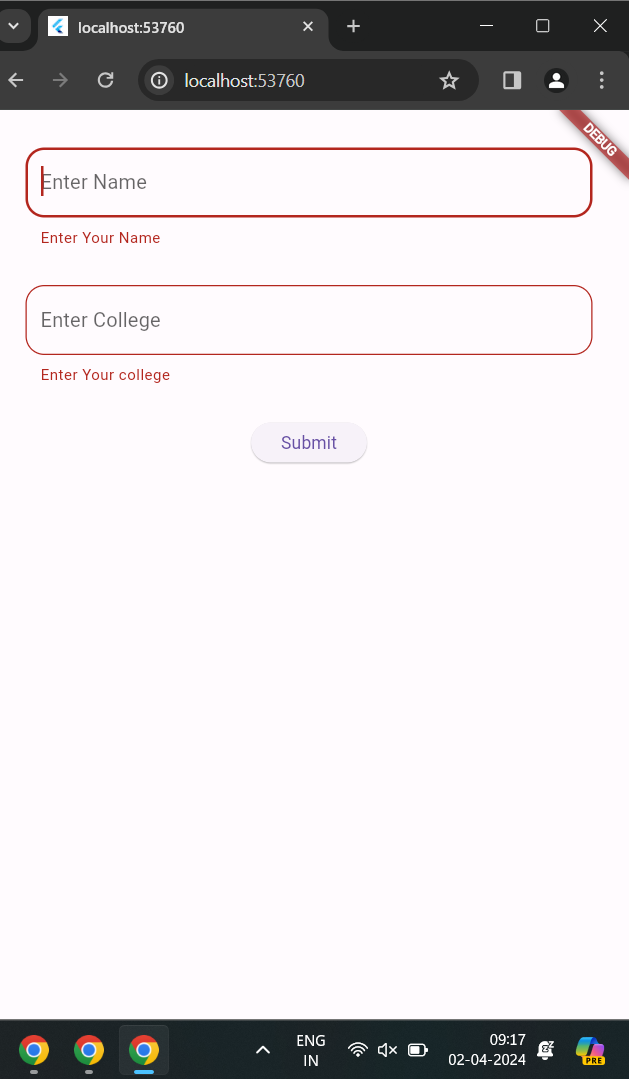 localhost:53760
localhost:53760
DEBUG
Enter Name
Enter Your Name
Enter College
Enter Your college
Submit
ENG
IN
09:17
02-04-2024
PRE